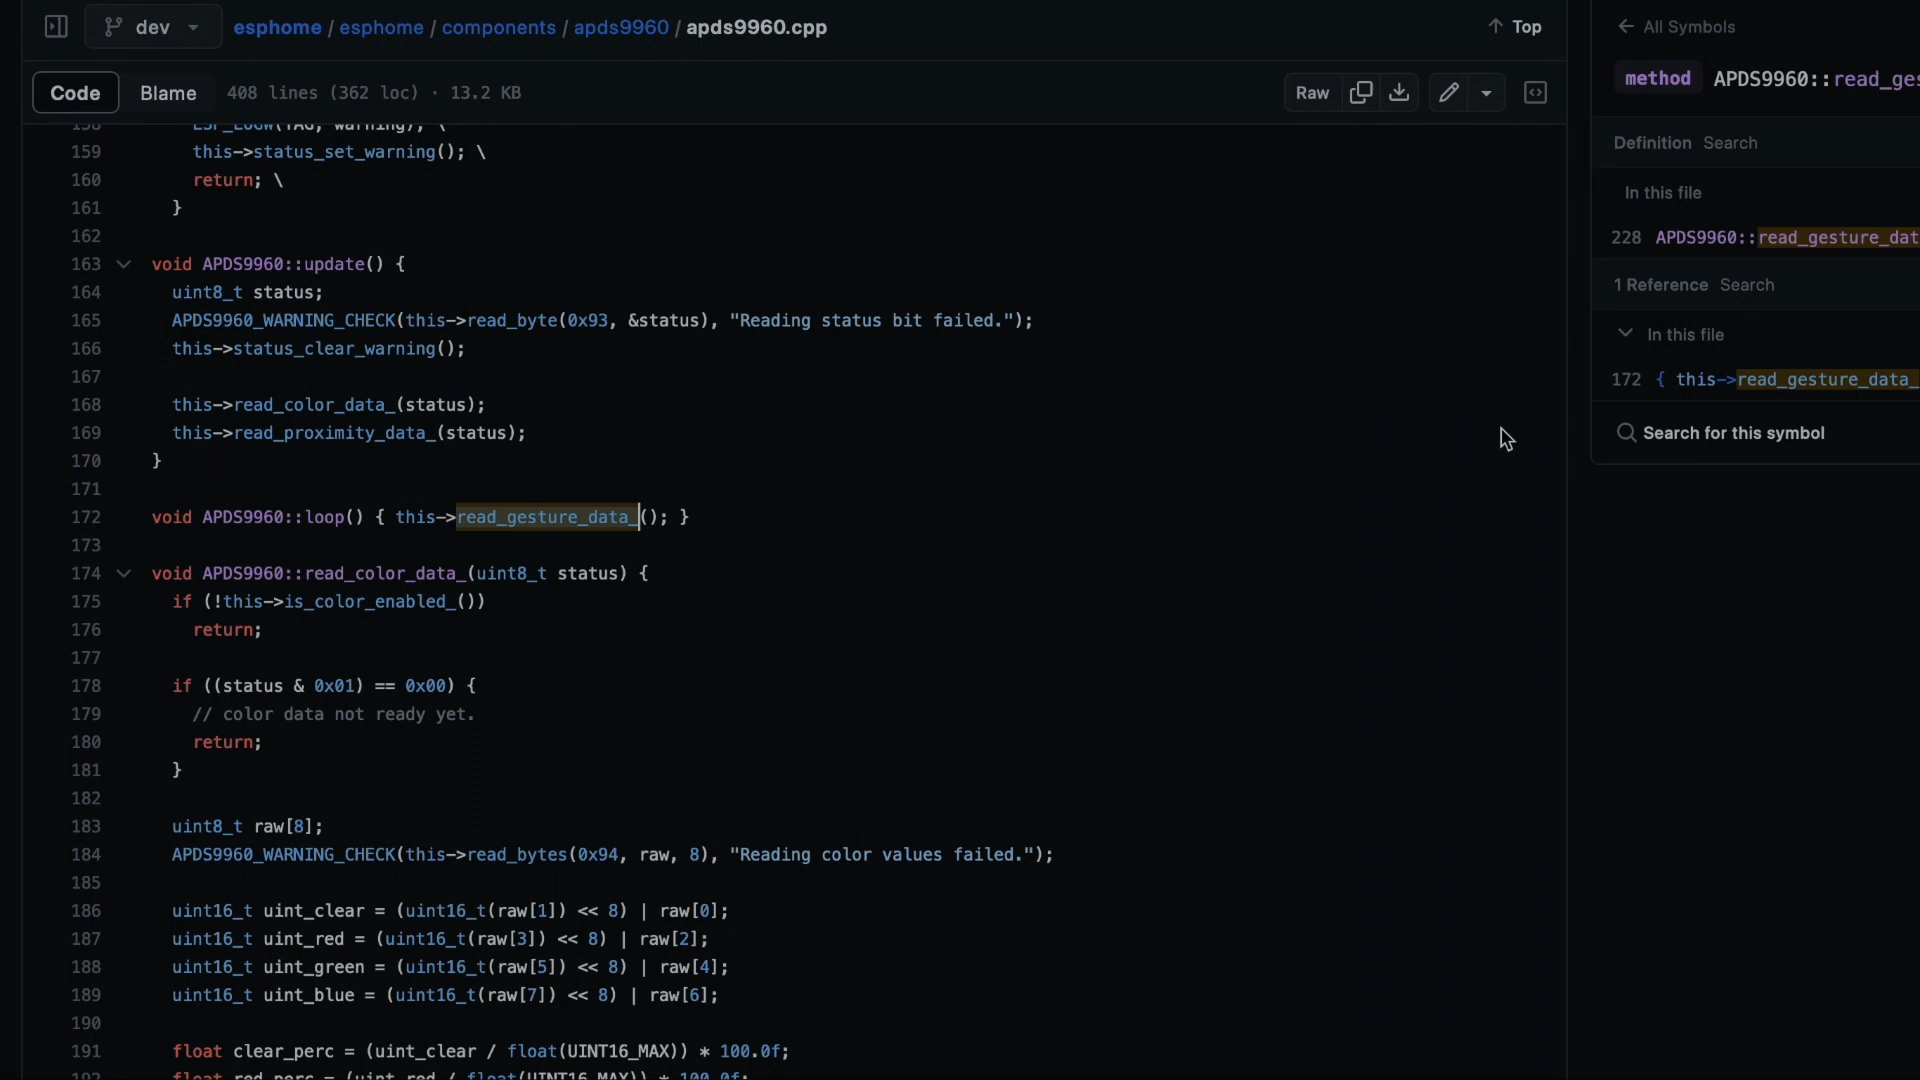 dev esphome / esphome / components / apds9960 / apds9960.cpp Top
Code Blame 408 lines (362 loc) · 13.2 KB Raw
159 this->status_set_warning(); \
160 return; \
161 }
162
163 void APDS9960::update() {
164 uint8_t status;
165 APDS9960_WARNING_CHECK(this->read_byte(0x93, &status), "Reading status bit failed.");
166 this->status_clear_warning();
167
168 this->read_color_data_(status);
169 this->read_proximity_data_(status);
170 }
171
172 void APDS9960::loop() { this->read_gesture_data_(); }
173
174 void APDS9960::read_color_data_(uint8_t status) {
175 if (!this->is_color_enabled_())
176 return;
177
178 if ((status & 0x01) == 0x00) {
179 // color data not ready yet.
180 return;
181 }
182
183 uint8_t raw[8];
184 APDS9960_WARNING_CHECK(this->read_bytes(0x94, raw, 8), "Reading color values failed.");
185
186 uint16_t uint_clear = (uint16_t(raw[1]) << 8) | raw[0];
187 uint16_t uint_red = (uint16_t(raw[3]) << 8) | raw[2];
188 uint16_t uint_green = (uint16_t(raw[5]) << 8) | raw[4];
189 uint16_t uint_blue = (uint16_t(raw[7]) << 8) | raw[6];
190
191 float clear_perc = (uint_clear / float(UINT16_MAX)) * 100.0f;
All Symbols
method APDS9960::read_ges
Definition Search
In this file
228 APDS9960::read_gesture_dat
1 Reference Search
In this file
172 { this->read_gesture_data_
Search for this symbol